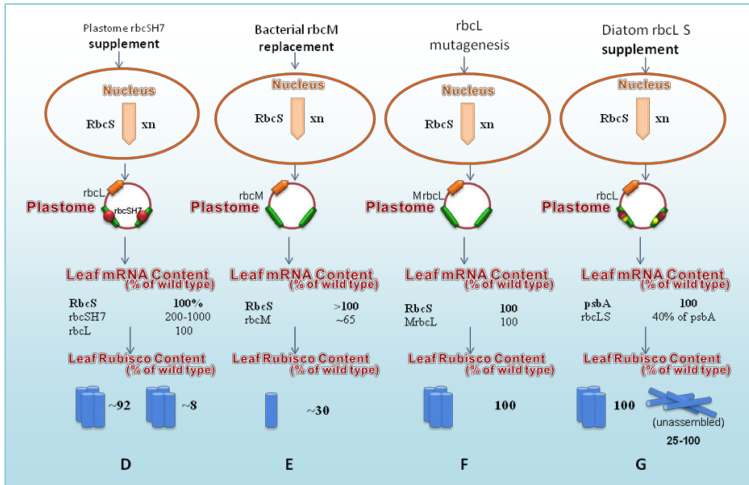 Plastome rbcSH7
supplement
Nucleus
RbcS xn
rbcL
rbcSH7
Plastome
Leaf mRNA Content
(% of wild type)
RbcS 100%
rbcSH7 200-1000
rbcL 100
Leaf Rubisco Content
(% of wild type)
~92 ~8
D
Bacterial rbcM
replacement
Nucleus
RbcS xn
rbcM
Plastome
Leaf mRNA Content
(% of wild type)
RbcS >100
rbcM ~65
Leaf Rubisco Content
(% of wild type)
~30
E
rbcL
mutagenesis
Nucleus
RbcS xn
MrbcL
Plastome
Leaf mRNA Content
(% of wild type)
RbcS 100
MrbcL 100
Leaf Rubisco Content
(% of wild type)
100
F
Diatom rbcL S
supplement
Nucleus
RbcS xn
rbcL
Plastome
Leaf mRNA Content
(% of wild type)
psbA 100
rbcLS 40% of psbA
Leaf Rubisco Content
(% of wild type)
100
(unassembled)
25-100
G